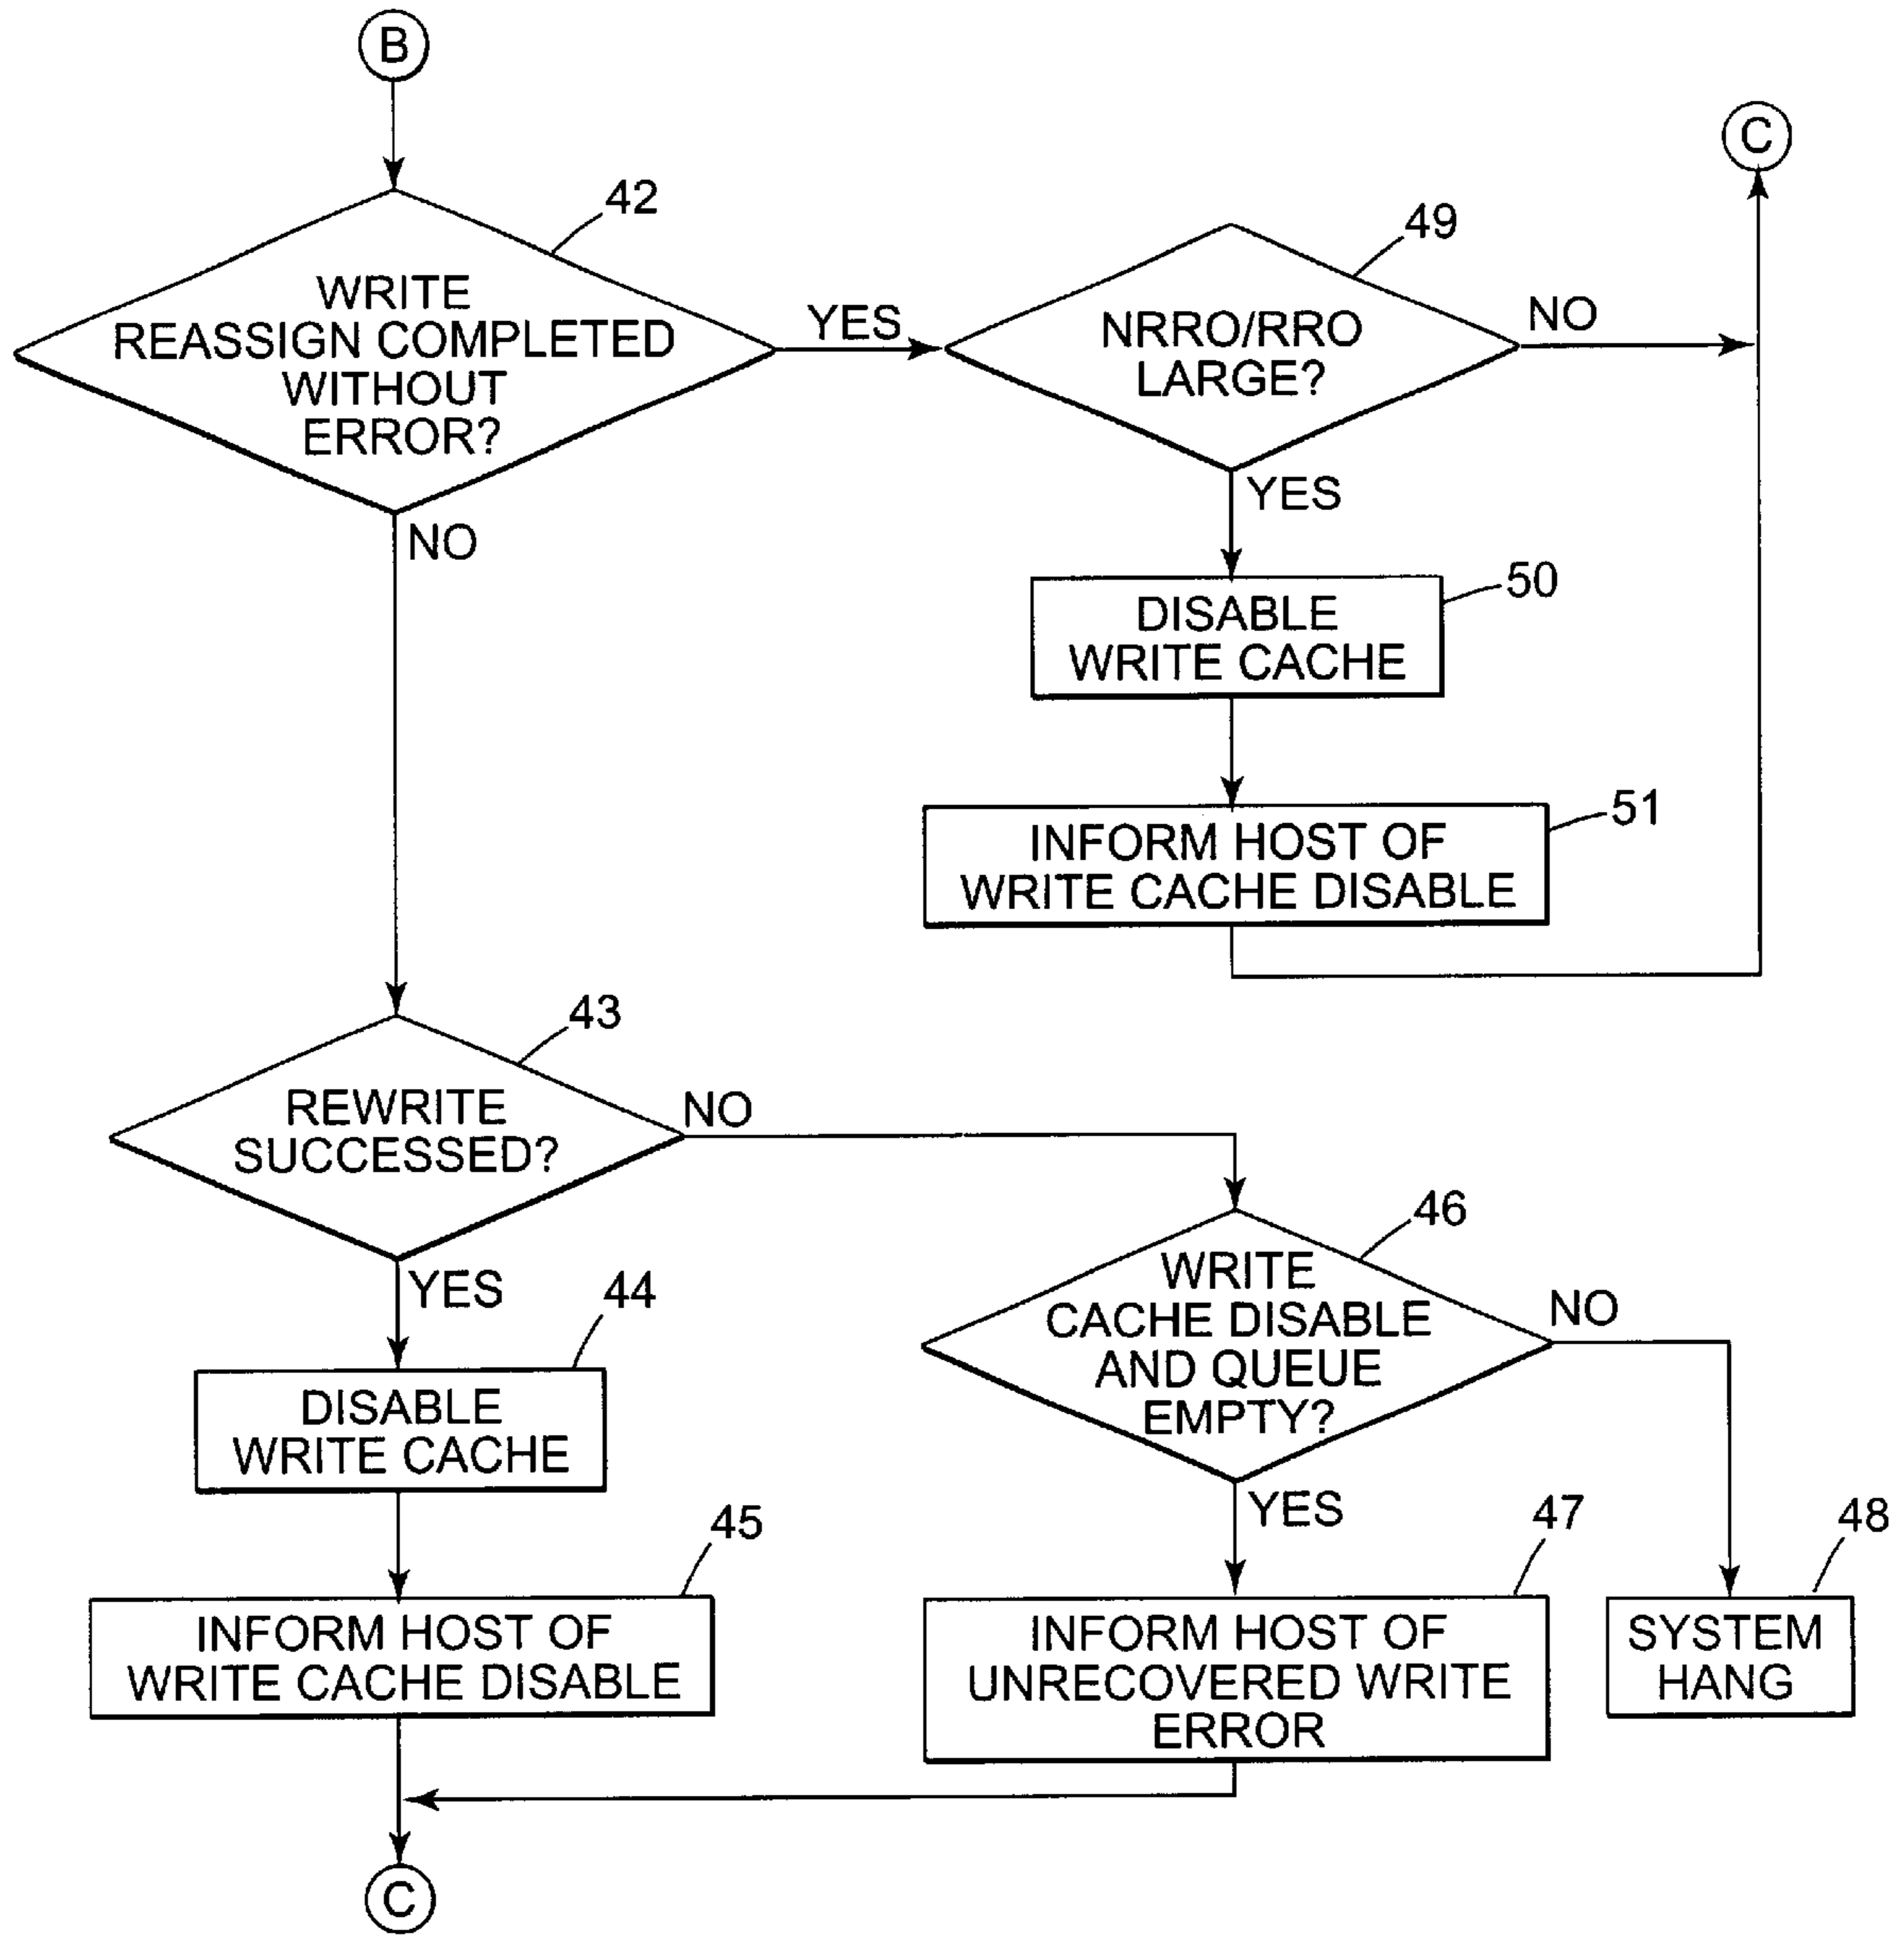 B
C
42
WRITE
REASSIGN COMPLETED
WITHOUT
ERROR?
YES
NO
49
NRRO/RRO
LARGE?
NO
YES
50
DISABLE
WRITE CACHE
51
INFORM HOST OF
WRITE CACHE DISABLE
43
REWRITE
SUCCESSED?
NO
YES
46
WRITE
CACHE DISABLE
AND QUEUE
EMPTY?
NO
YES
44
DISABLE
WRITE CACHE
45
INFORM HOST OF
WRITE CACHE DISABLE
47
INFORM HOST OF
UNRECOVERED WRITE
ERROR
48
SYSTEM
HANG
C